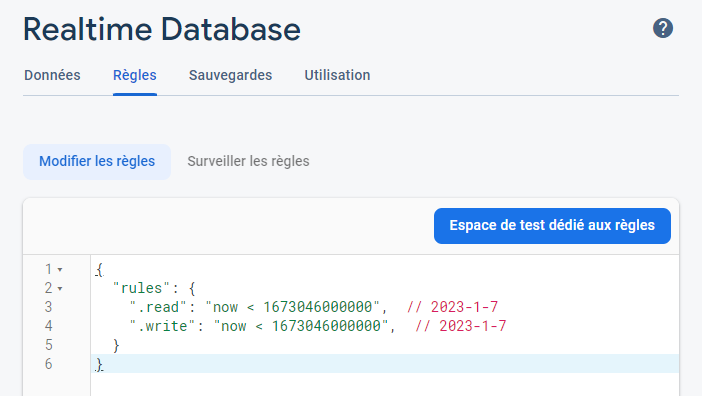 Realtime Database
?
Données Règles Sauvegardes Utilisation
Modifier les règles Surveiller les règles
Espace de test dédié aux règles
1 {
2 "rules": {
3 ".read": "now < 1673046000000", // 2023-1-7
4 ".write": "now < 1673046000000", // 2023-1-7
5 }
6 }